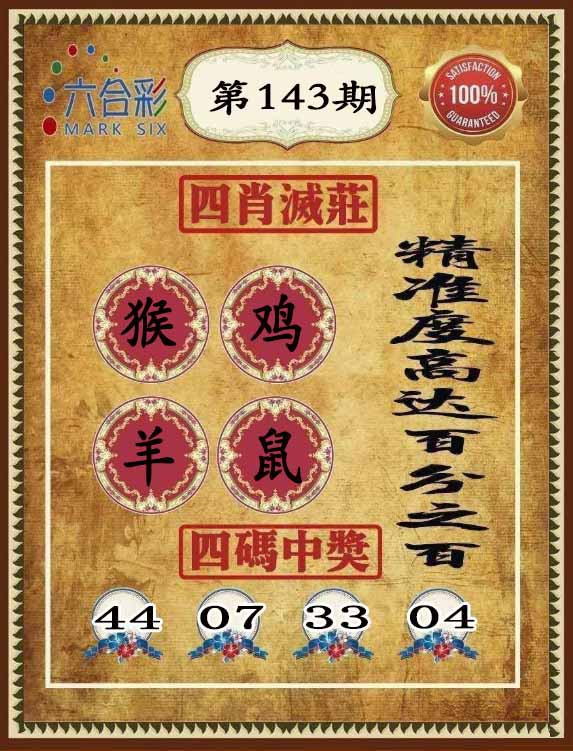 六合彩
MARK SIX
第143期
SATISFACTION
100%
GUARANTEED
四肖滅莊
猴 鸡
羊 鼠
精准度高达百分之百
四碼中獎
44 07 33 04